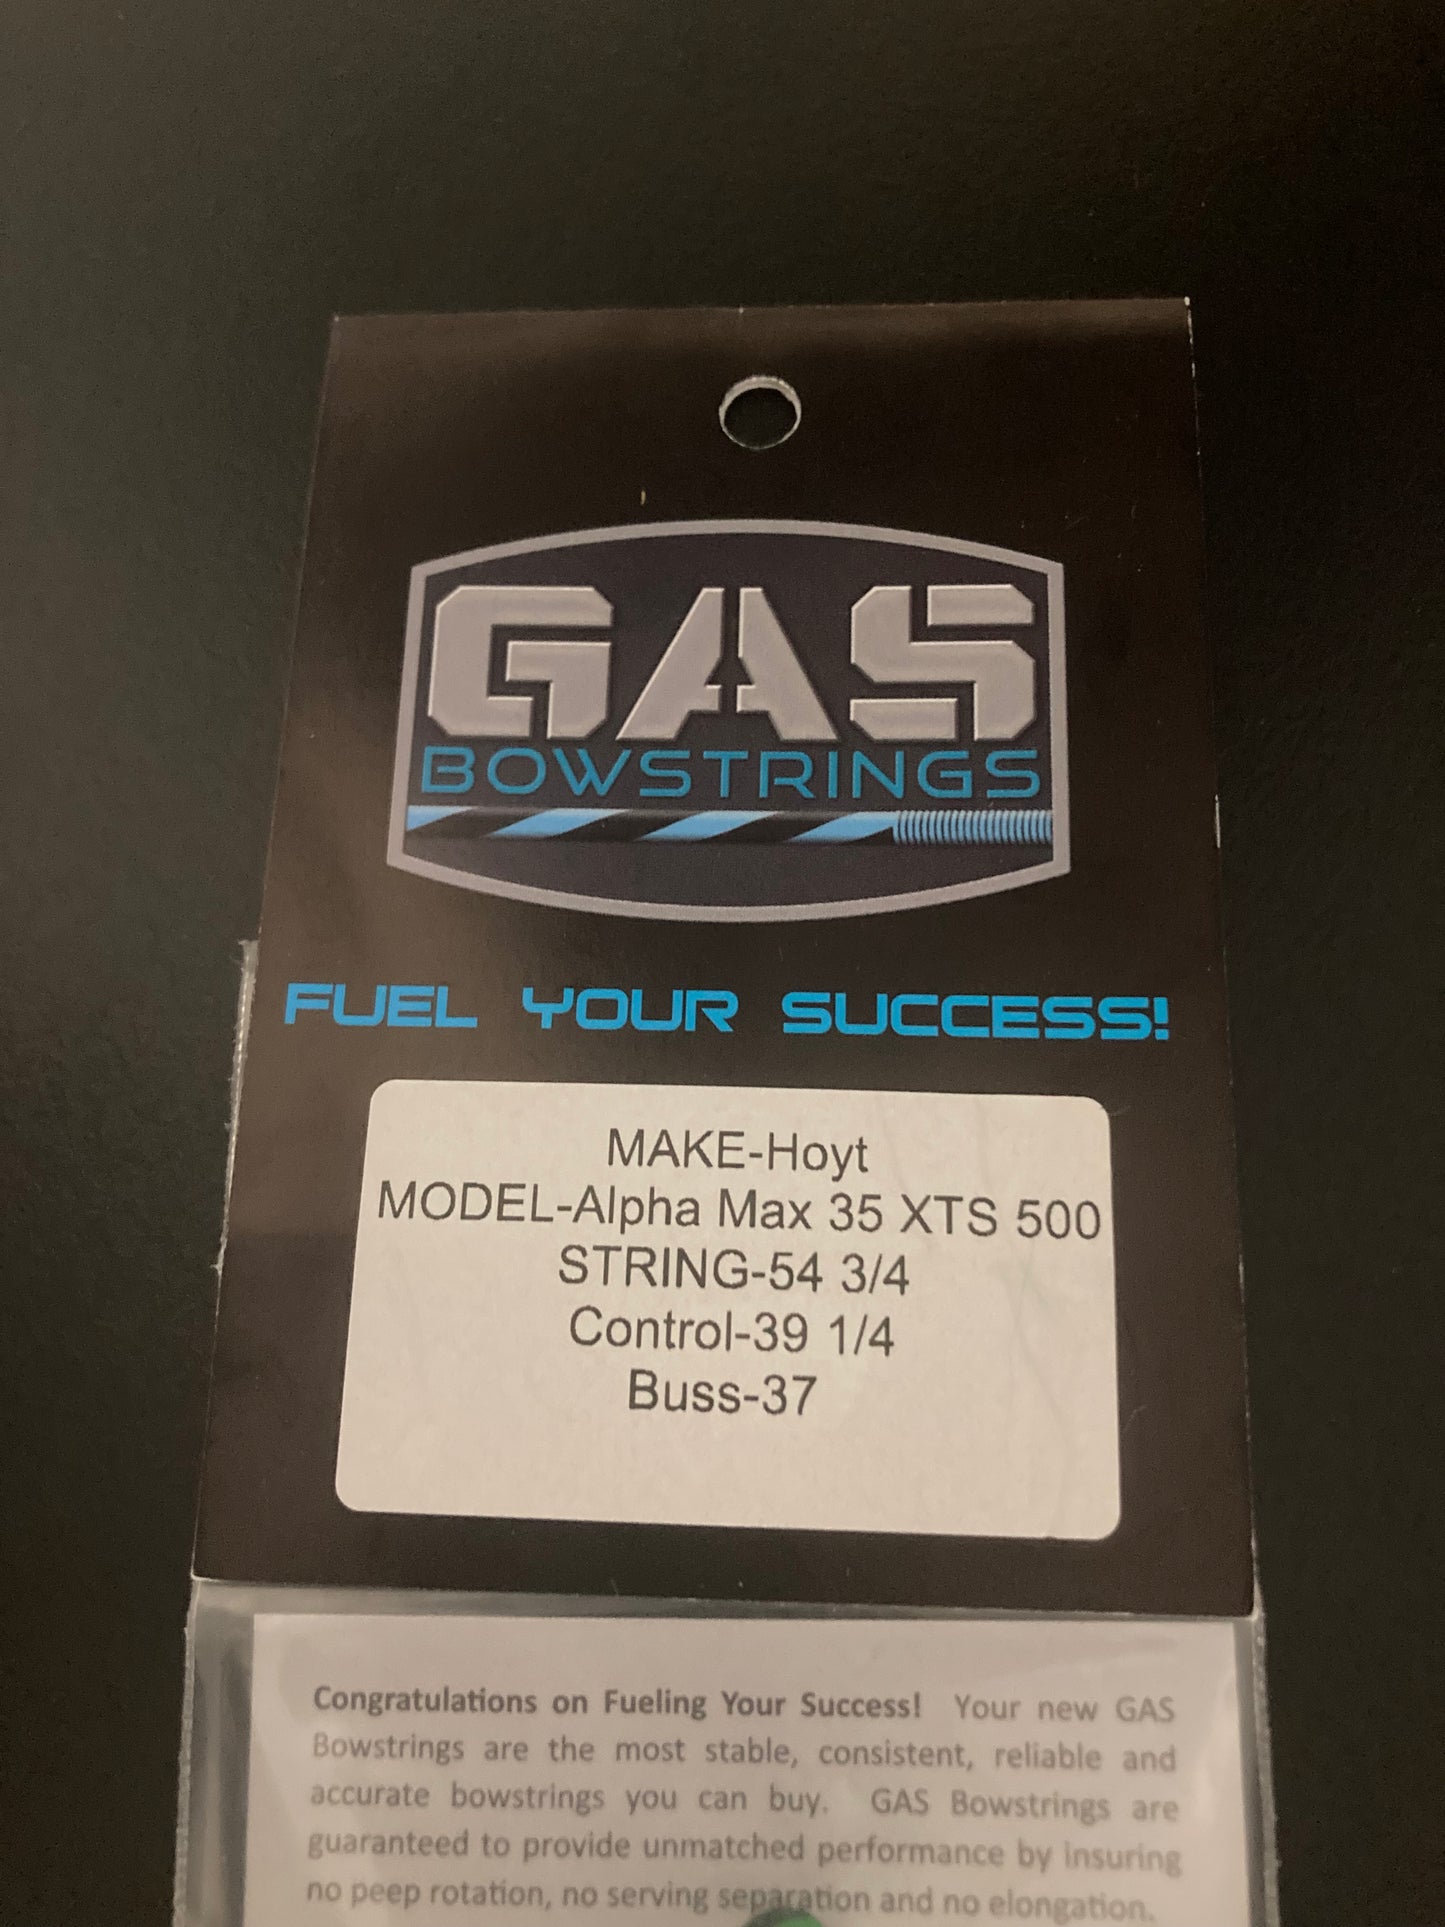 GAS
BOWSTRINGS
FUEL YOUR SUCCESS!
MAKE-Hoyt
MODEL-Alpha Max 35 XTS 500
STRING-54 3/4
Control-39 1/4
Buss-37
Congratulations on Fueling Your Success! Your new GAS
Bowstrings are the most stable, consistent, reliable and
accurate bowstrings you can buy. GAS Bowstrings are
guaranteed to provide unmatched performance by insuring
no peep rotation, no serving separation and no elongation.